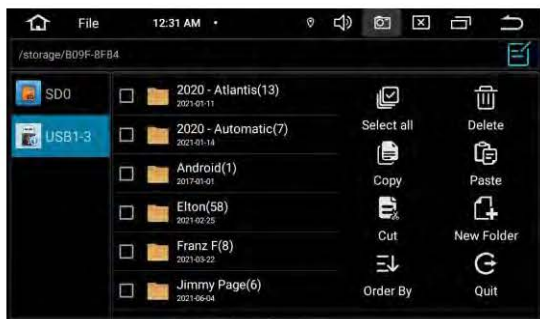 File
12:31 AM
/storage/B09F-8FB4
SD0
USB1-3
2020 - Atlantis(13)
2021-01-11
2020 - Automatic(7)
2021-01-14
Android(1)
2017-01-01
Elton(58)
2021-02-25
Franz F(8)
2021-03-22
Jimmy Page(6)
2021-06-04
Select all
Delete
Copy
Paste
Cut
New Folder
Order By
Quit